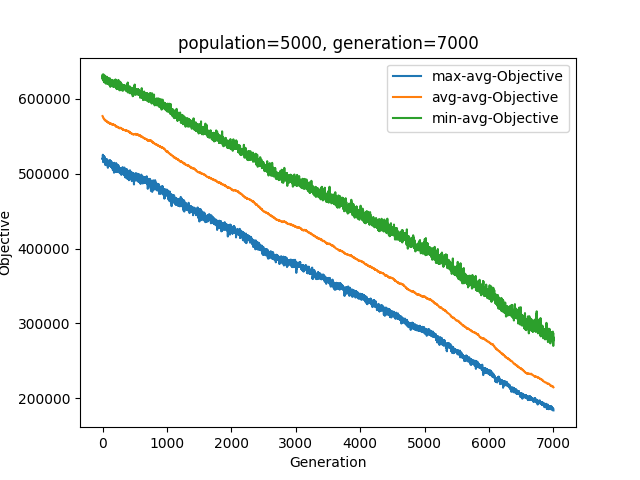 population=5000, generation=7000
max-avg-Objective
avg-avg-Objective
min-avg-Objective
600000
500000
400000
300000
200000
Objective
0 1000 2000 3000 4000 5000 6000 7000
Generation